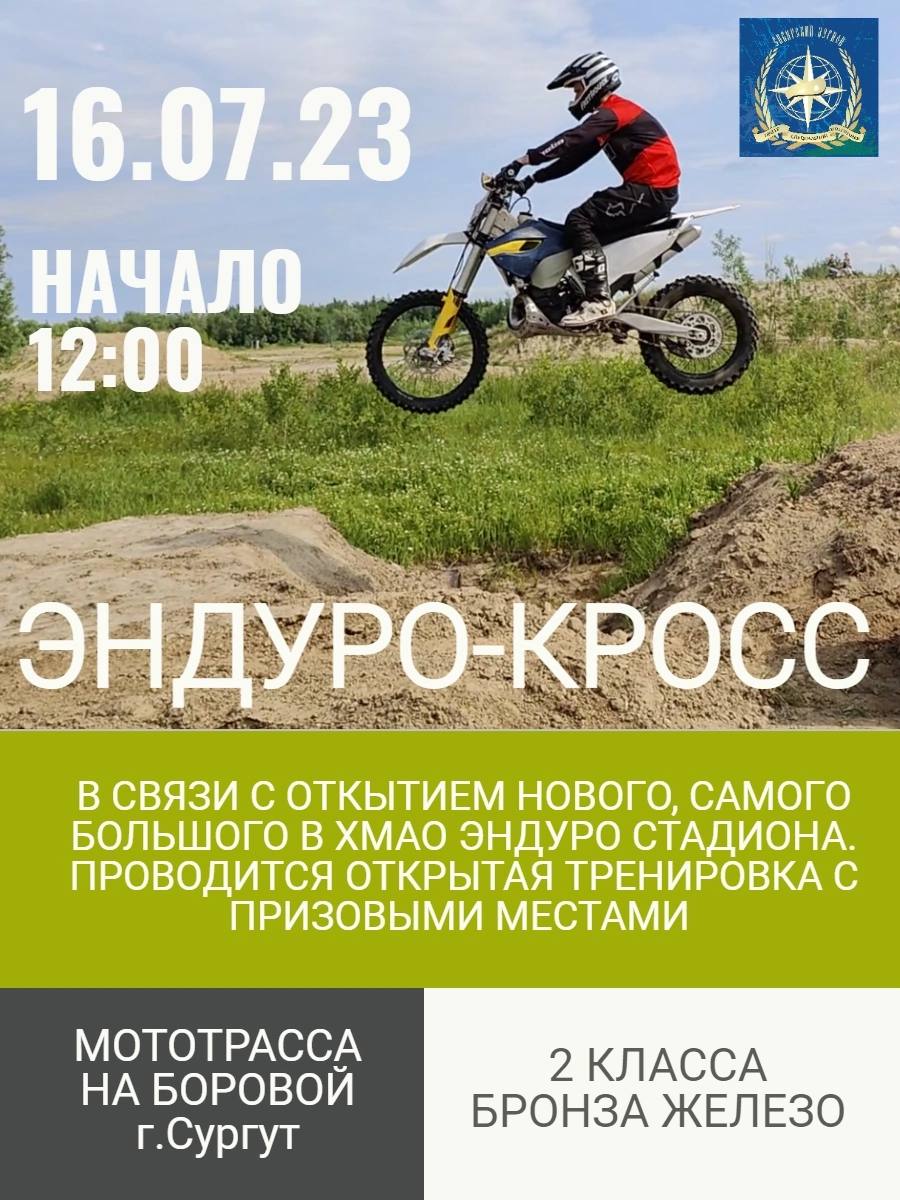 16.07.23
НАЧАЛО
12:00
ЭНДУРО-КРОСС
В СВЯЗИ С ОТКЫТИЕМ НОВОГО, САМОГО
БОЛЬШОГО В ХМАО ЭНДУРО СТАДИОНА.
ПРОВОДИТСЯ ОТКРЫТАЯ ТРЕНИРОВКА С
ПРИЗОВЫМИ МЕСТАМИ
МОТОТРАССА
НА БОРОВОЙ
г.Сургут
2 КЛАССА
БРОНЗА ЖЕЛЕЗО